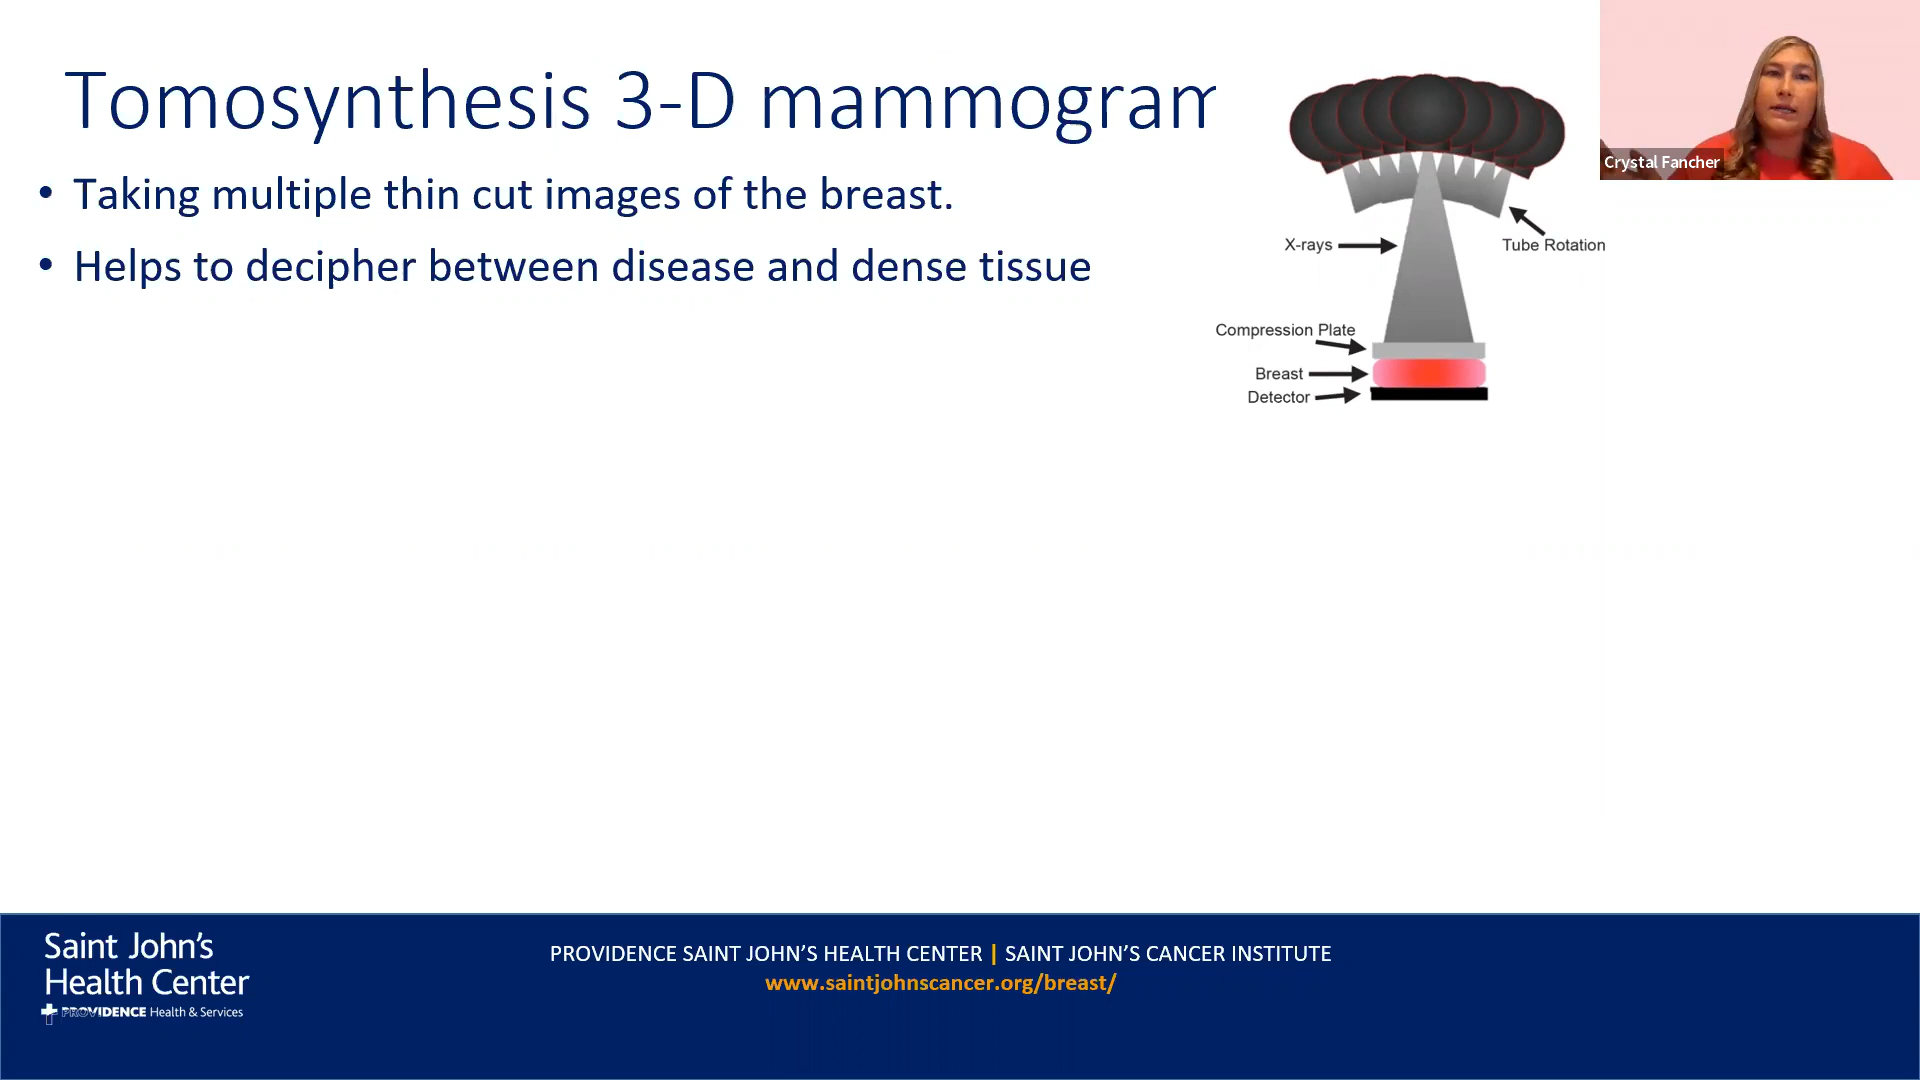 Tomosynthesis 3-D mammogram
• Taking multiple thin cut images of the breast.
• Helps to decipher between disease and dense tissue
Crystal Fancher
X-rays
Tube Rotation
Compression Plate
Breast
Detector
Saint John’s
Health Center
PROVIDENCE Health & Services
PROVIDENCE SAINT JOHN’S HEALTH CENTER | SAINT JOHN’S CANCER INSTITUTE
www.saintjohnscancer.org/breast/